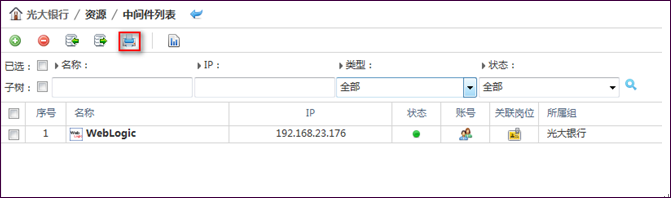 光大银行 / 资源 / 中间件列表
已选： 名称： IP： 类型： 状态：
子树： 全部 全部
序号 名称 IP 状态 账号 关联岗位 所属组
1 WebLogic 192.168.23.176 光大银行